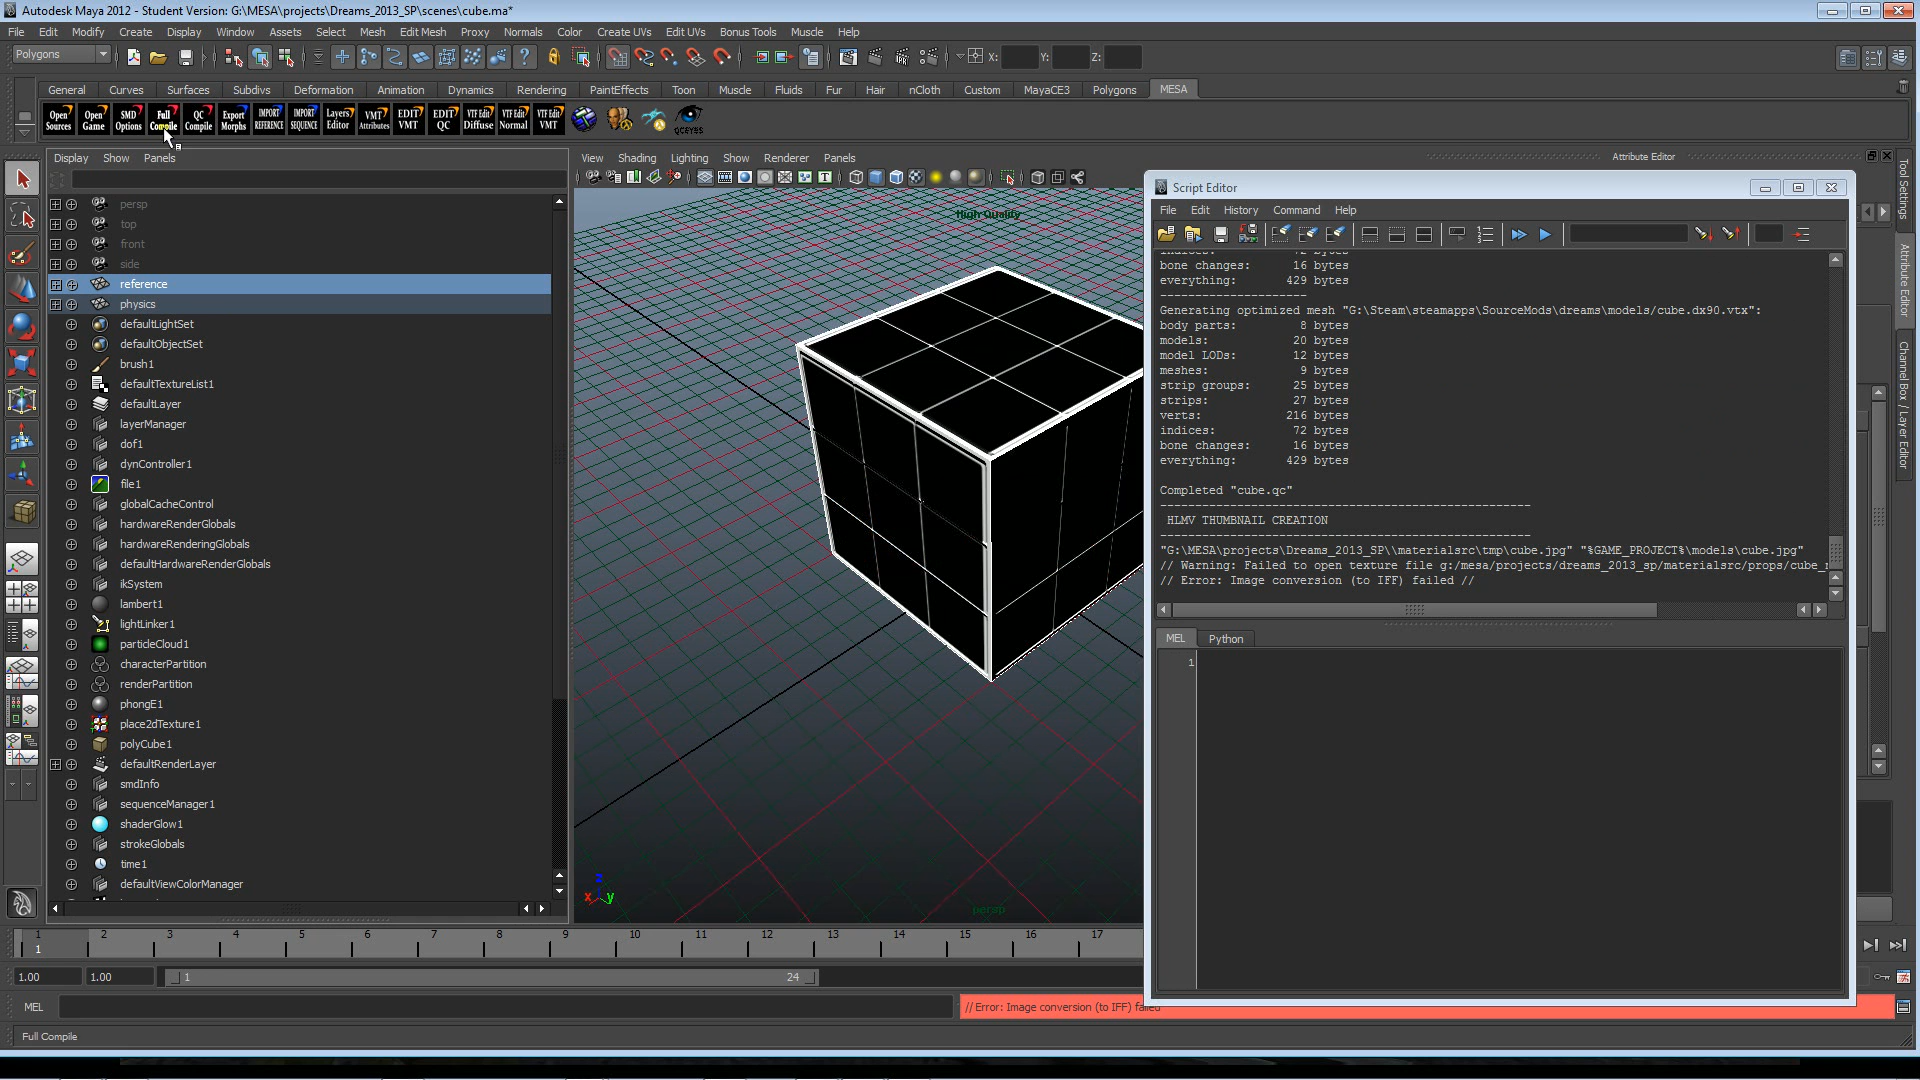 Autodesk Maya 2012 - Student Version: G:\MESA\projects\Dreams_2013_SP\scenes\cube.ma*
File Edit Modify Create Display Window Assets Select Mesh Edit Mesh Proxy Normals Color Create UVs Edit UVs Bonus Tools Muscle Help
Polygons X: Y: Z:
General Curves Surfaces Subdivs Deformation Animation Dynamics Rendering PaintEffects Toon Muscle Fluids Fur Hair nCloth Custom MayaCE3 Polygons MESA
Open Sources
Open Game
SMD Options
Full Compile
QC Compile
Export Morphs
IMPORT REFERENCE
IMPORT SEQUENCE
Layers Editor
VMT Attributes
EDIT VMT
EDIT QC
VTF Edit Diffuse
VTF Edit Normal
VTF Edit VMT
QCEYES
Display Show Panels
persp
top
front
side
reference
physics
defaultLightSet
defaultObjectSet
brush1
defaultTextureList1
defaultLayer
layerManager
dof1
dynController1
file1
globalCacheControl
hardwareRenderGlobals
hardwareRenderingGlobals
defaultHardwareRenderGlobals
ikSystem
lambert1
lightLinker1
particleCloud1
characterPartition
renderPartition
phongE1
place2dTexture1
polyCube1
defaultRenderLayer
smdInfo
sequenceManager1
shaderGlow1
strokeGlobals
time1
defaultViewColorManager
View Shading Lighting Show Renderer Panels
High Quality
z
x y
persp
Attribute Editor
Tool Settings
Attribute Editor
Channel Box / Layer Editor
Script Editor
File Edit History Command Help
bone changes: 16 bytes
everything: 429 bytes
---------------------
Generating optimized mesh "G:\Steam\steamapps\SourceMods\dreams\models/cube.dx90.vtx":
body parts: 8 bytes
models: 20 bytes
model LODs: 12 bytes
meshes: 9 bytes
strip groups: 25 bytes
strips: 27 bytes
verts: 216 bytes
indices: 72 bytes
bone changes: 16 bytes
everything: 429 bytes
Completed "cube.qc"
-----------------------------------------------------
HLMV THUMBNAIL CREATION
-----------------------------------------------------
"G:\MESA\projects\Dreams_2013_SP\\materialsrc\tmp\cube.jpg" "%GAME_PROJECT%\models\cube.jpg"
// Warning: Failed to open texture file g:/mesa/projects/dreams_2013_sp/materialsrc/props/cube_
// Error: Image conversion (to IFF) failed //
MEL Python
1
1 2 3 4 5 6 7 8 9 10 11 12 13 14 15 16 17
1
1.00 1.00 1 24
MEL // Error: Image conversion (to IFF) failed
Full Compile